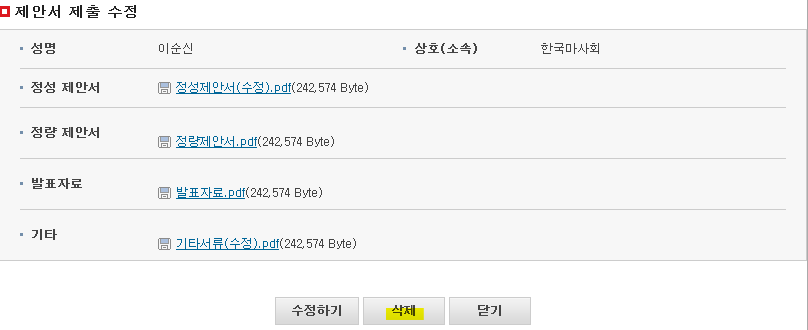 제안서 제출 수정
성명 이순신 상호(소속) 한국마사회
정성 제안서 정성제안서(수정).pdf(242,574 Byte)
정량 제안서 정량제안서.pdf(242,574 Byte)
발표자료 발표자료.pdf(242,574 Byte)
기타 기타서류(수정).pdf(242,574 Byte)
수정하기 삭제 닫기